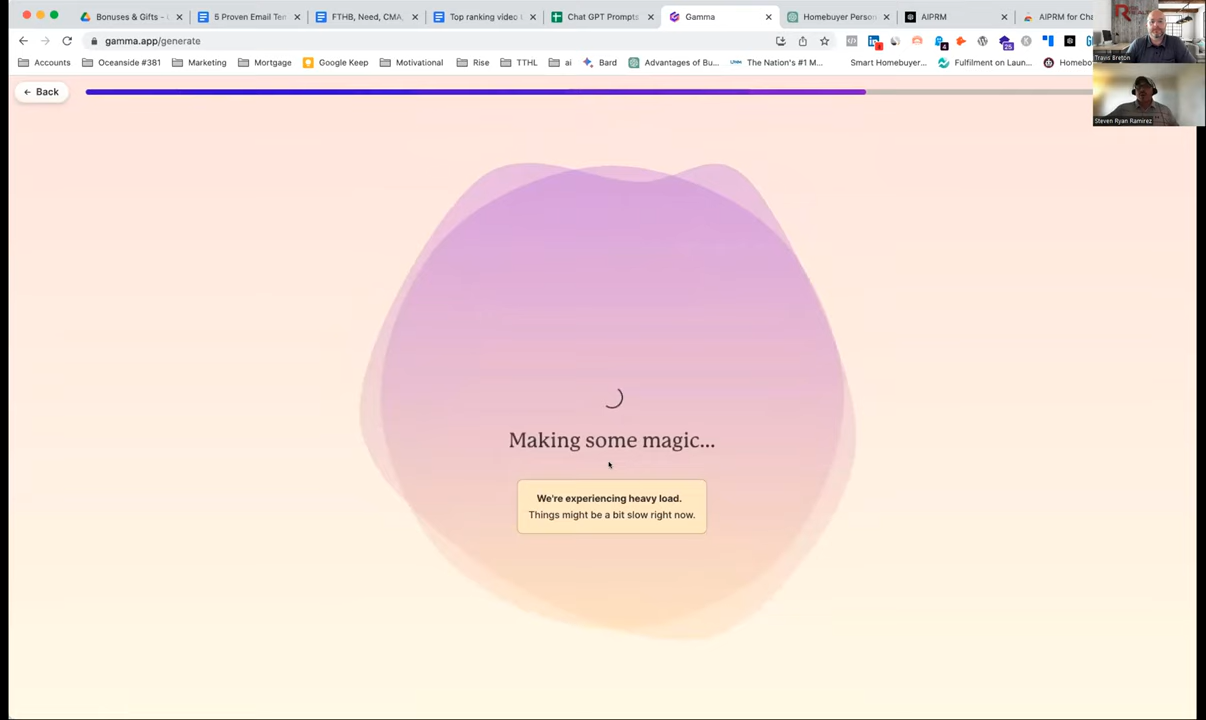 Bonuses & Gifts -
5 Proven Email Tem
FTHB, Need, CMA,
Top ranking video t
Chat GPT Prompts
Gamma
Homebuyer Person
AIPRM
AIPRM for Cha
gamma.app/generate
Accounts
Oceanside #381
Marketing
Mortgage
Google Keep
Motivational
Rise
TTHL
ai
Bard
Advantages of Bu...
The Nation's #1 M...
Smart Homebuyer...
Fulfilment on Laun...
Homebo
Travis Breton
Steven Ryan Ramirez
← Back
Making some magic...
We're experiencing heavy load.
Things might be a bit slow right now.